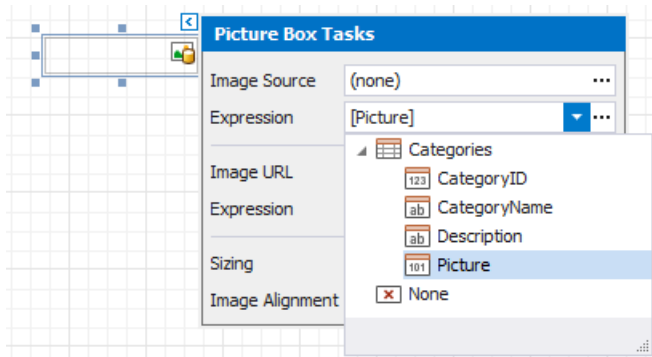 Picture Box Tasks
Image Source (none) ...
Expression [Picture] ...
Categories
Image URL
123 CategoryID
Expression
ab CategoryName
ab Description
Sizing
101 Picture
Image Alignment
None